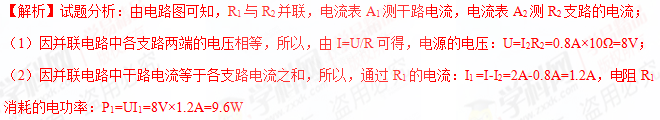 【解析】试题分析：由电路图可知，R1与R2并联，电流表A1测干路电流，电流表A2测R2支路的电流；
（1）因并联电路中各支路两端的电压相等，所以，由I=U/R可得，电源的电压：U=I2R2=0.8A×10Ω=8V；
（2）因并联电路中干路电流等于各支路电流之和，所以，通过R1的电流：I1=I-I2=2A-0.8A=1.2A，电阻R1
消耗的电功率：P1=UI1=8V×1.2A=9.6W